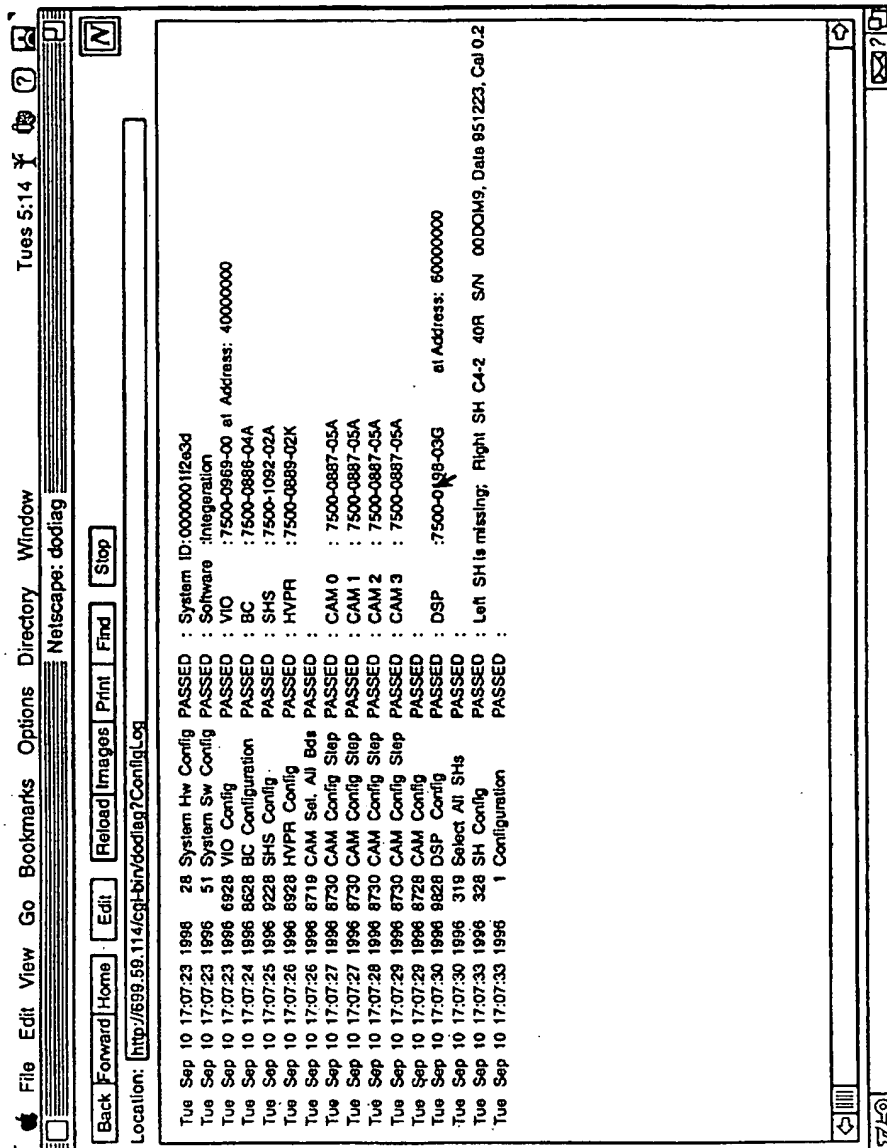 File Edit View Go Bookmarks Options Directory Window Tues 5:14 ?
Netscape: dodiag
Back Forward Home Edit Reload Images Print Find Stop N
Location: http://699.59.114/cgi-bin/dodiag?ConfigLog
Tue Sep 10 17:07:23 1996 28 System Hw Config PASSED : System ID:0000001f2e3d
Tue Sep 10 17:07:23 1996 51 System Sw Config PASSED : Software :Integeration
Tue Sep 10 17:07:23 1996 6928 VIO Config PASSED : VIO :7500-0969-00 at Address: 40000000
Tue Sep 10 17:07:24 1996 8628 BC Configuration PASSED : BC :7500-0886-04A
Tue Sep 10 17:07:25 1996 9228 SHS Config PASSED : SHS :7500-1092-02A
Tue Sep 10 17:07:26 1996 8928 HVPR Config PASSED : HVPR :7500-0889-02K
Tue Sep 10 17:07:26 1996 8719 CAM Sel. All Bds PASSED :
Tue Sep 10 17:07:27 1996 8730 CAM Config Step PASSED : CAM 0 : 7500-0887-05A
Tue Sep 10 17:07:27 1996 8730 CAM Config Step PASSED : CAM 1 : 7500-0887-05A
Tue Sep 10 17:07:28 1996 8730 CAM Config Step PASSED : CAM 2 : 7500-0887-05A
Tue Sep 10 17:07:29 1996 8730 CAM Config Step PASSED : CAM 3 : 7500-0887-05A
Tue Sep 10 17:07:29 1996 8728 CAM Config PASSED :
Tue Sep 10 17:07:30 1996 9828 DSP Config PASSED : DSP at Address: 60000000
Tue Sep 10 17:07:30 1996 319 Select All SHs PASSED :
Tue Sep 10 17:07:33 1996 328 SH Config PASSED : Left SH is missing; Right SH C4-2 40R S/N 00DQM9, Date 951223, Cal 0.2
Tue Sep 10 17:07:33 1996 1 Configuration PASSED :
?